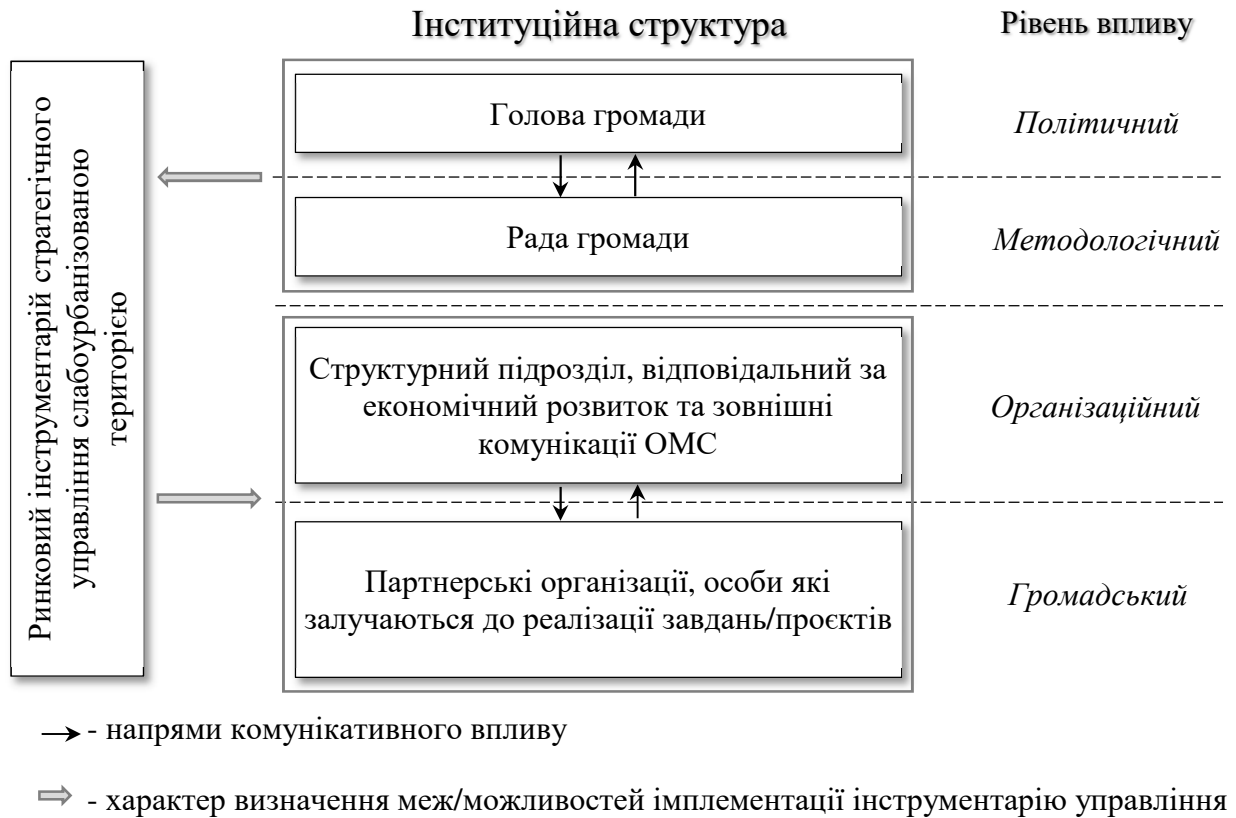 Інституційна структура
Рівень впливу
Ринковий інструментарій стратегічного
управління слабоурбанізованою
територією
Голова громади
Політичний
Рада громади
Методологічний
Структурний підрозділ, відповідальний за
економічний розвиток та зовнішні
комунікації ОМС
Організаційний
Партнерські організації, особи які
залучаються до реалізації завдань/проєктів
Громадський
- напрями комунікативного впливу
- характер визначення меж/можливостей імплементації інструментарію управління